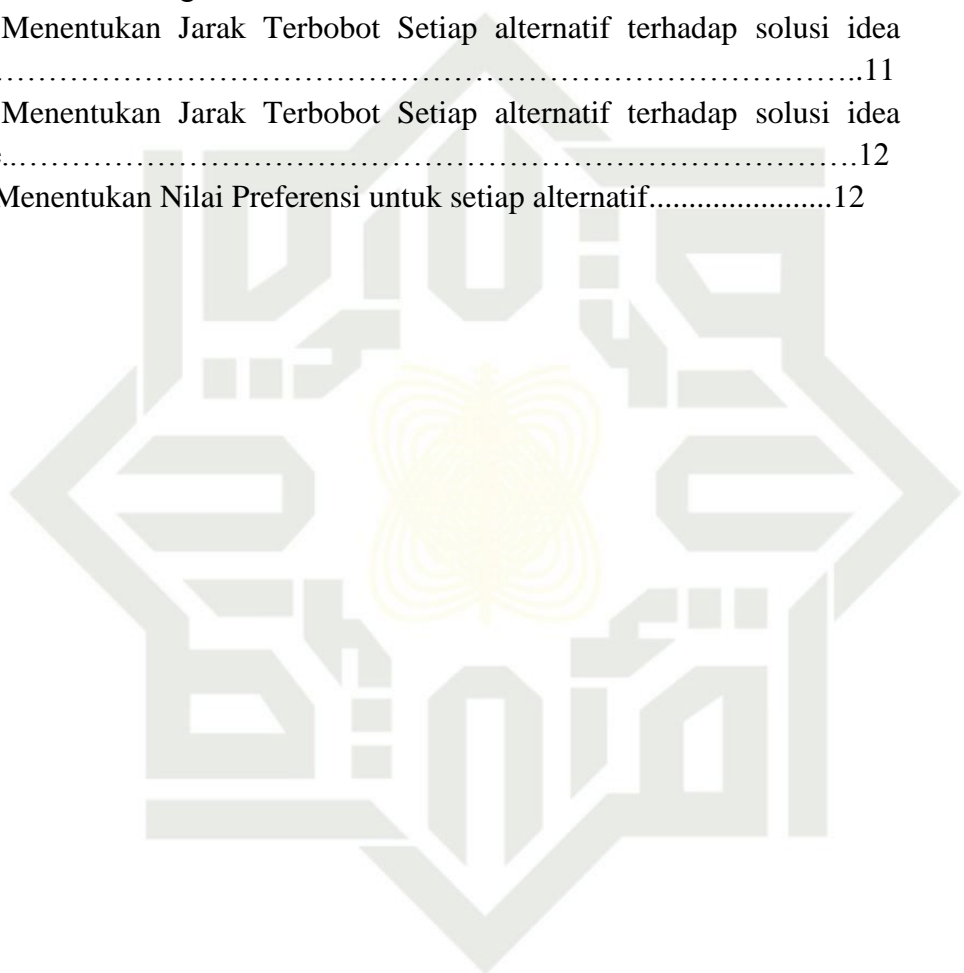 Menentukan Jarak Terbobot Setiap alternatif terhadap solusi idea
……………………………………………………………………..11
Menentukan Jarak Terbobot Setiap alternatif terhadap solusi idea
..……………………………………………………………………….12
Menentukan Nilai Preferensi untuk setiap alternatif.......................12